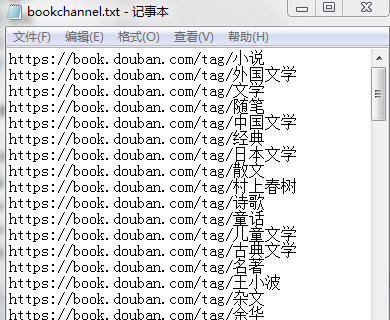 bookchannel.txt - 记事本
文件(F) 编辑(E) 格式(O) 查看(V) 帮助(H)
https://book.douban.com/tag/小说
https://book.douban.com/tag/外国文学
https://book.douban.com/tag/文学
https://book.douban.com/tag/随笔
https://book.douban.com/tag/中国文学
https://book.douban.com/tag/经典
https://book.douban.com/tag/日本文学
https://book.douban.com/tag/散文
https://book.douban.com/tag/村上春树
https://book.douban.com/tag/诗歌
https://book.douban.com/tag/童话
https://book.douban.com/tag/儿童文学
https://book.douban.com/tag/古典文学
https://book.douban.com/tag/名著
https://book.douban.com/tag/王小波
https://book.douban.com/tag/杂文
https://book.douban.com/tag/余华